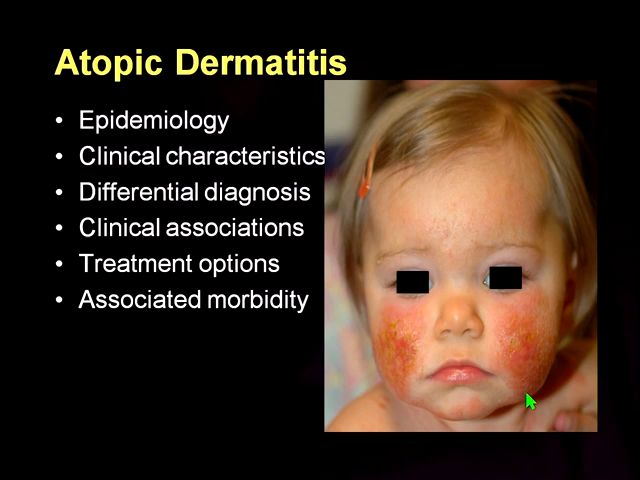 Atopic Dermatitis
• Epidemiology
• Clinical characteristics
• Differential diagnosis
• Clinical associations
• Treatment options
• Associated morbidity